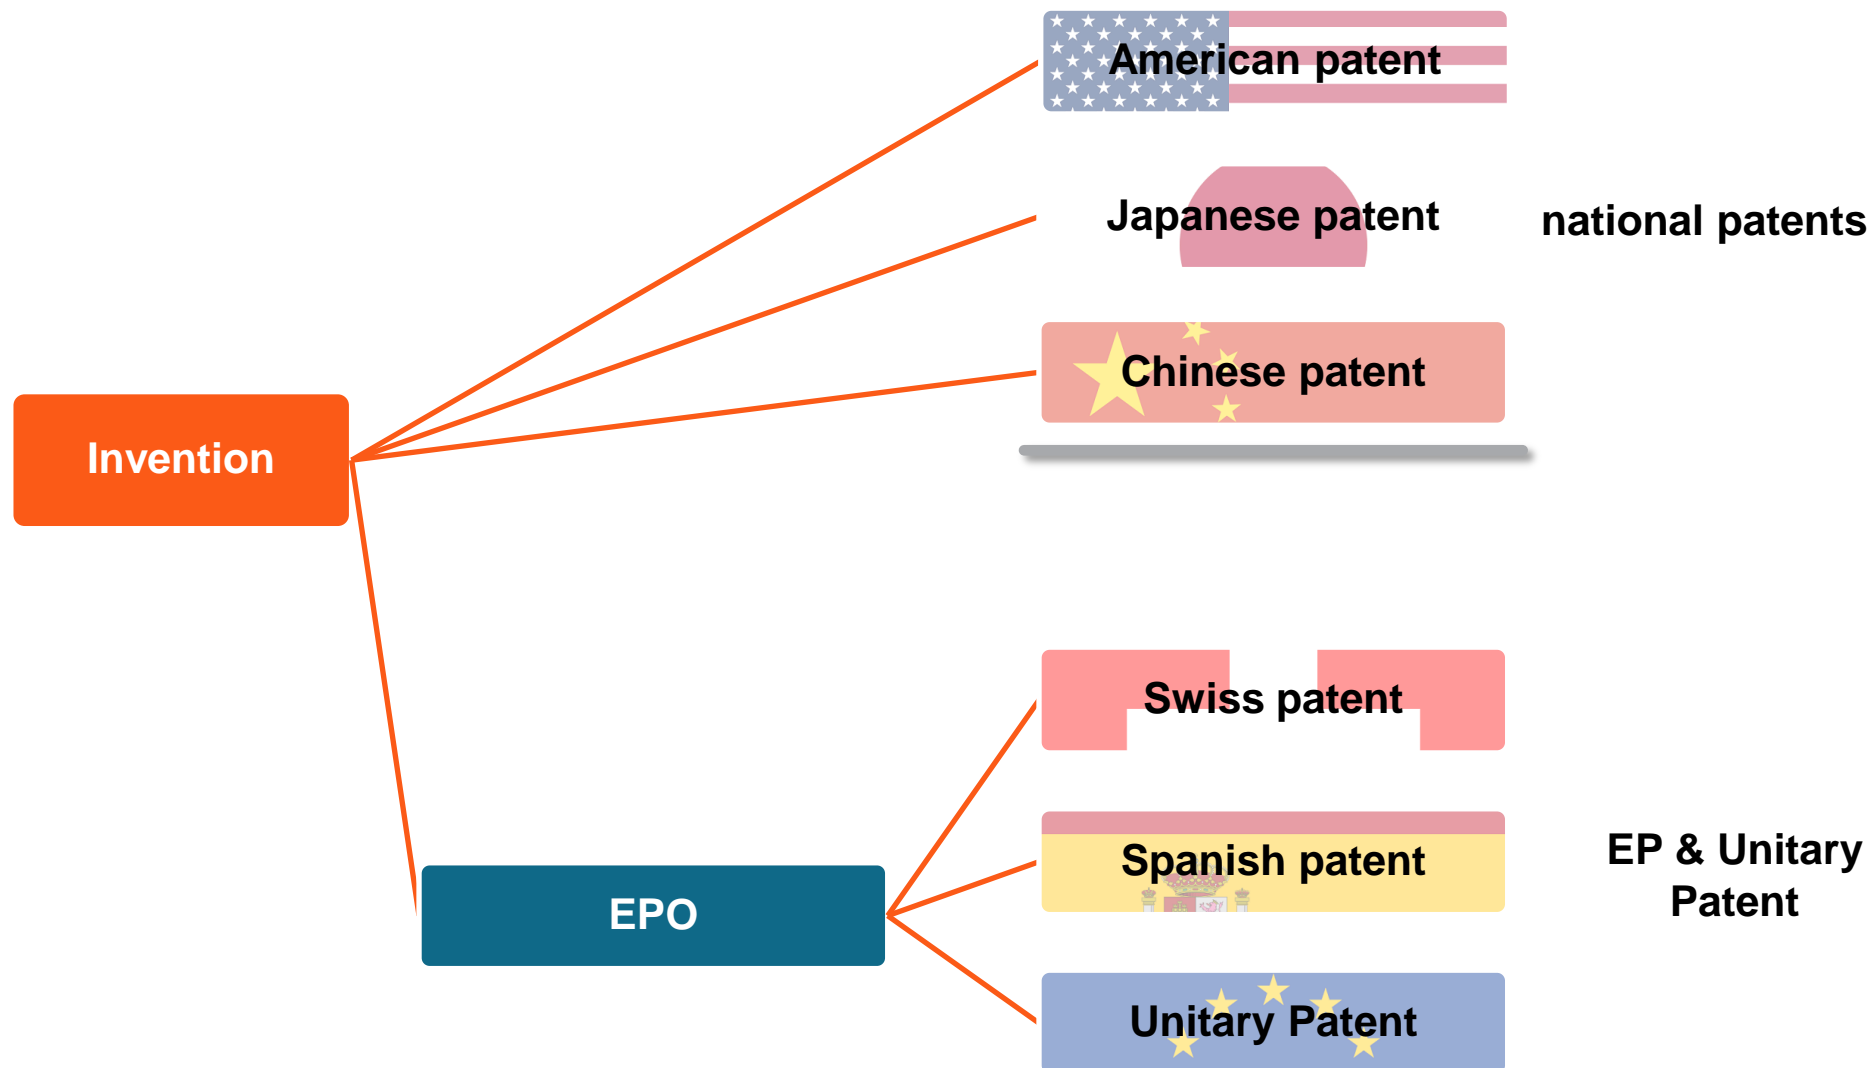 American patent
Japanese patent
national patents
Chinese patent
Invention
Swiss patent
Spanish patent
EP & Unitary
Patent
EPO
Unitary Patent